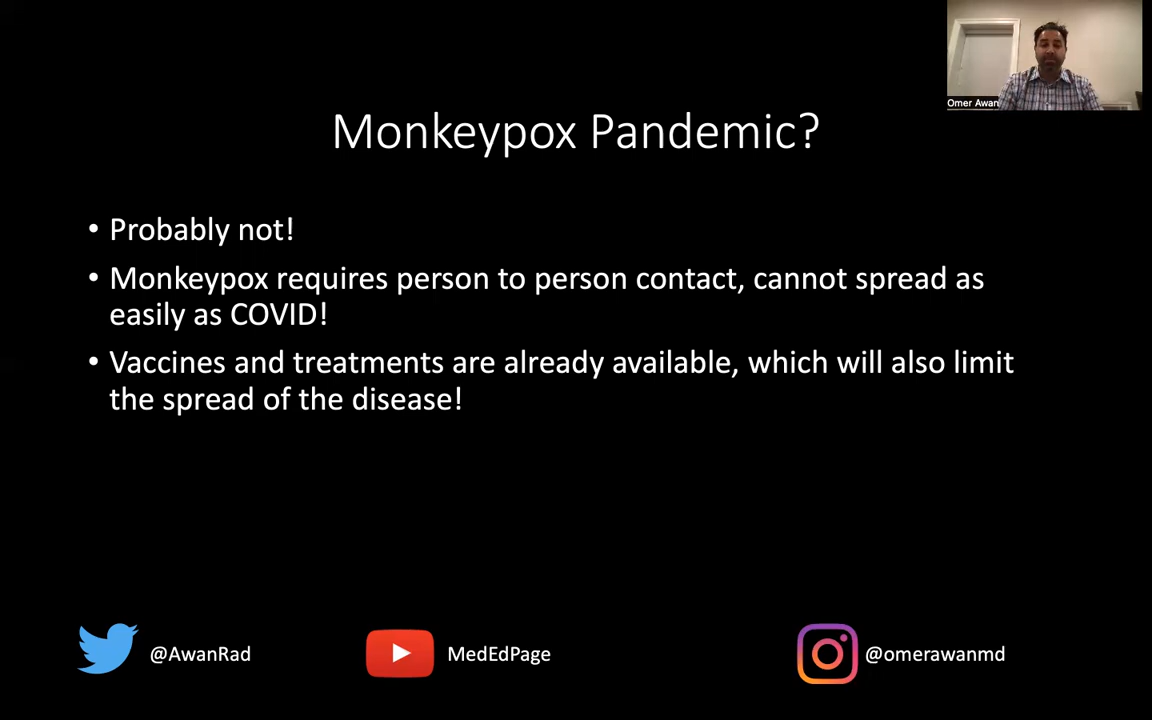 Omer Awan
Monkeypox Pandemic?
• Probably not!
• Monkeypox requires person to person contact, cannot spread as
easily as COVID!
• Vaccines and treatments are already available, which will also limit
the spread of the disease!
@AwanRad
MedEdPage
@omerawanmd